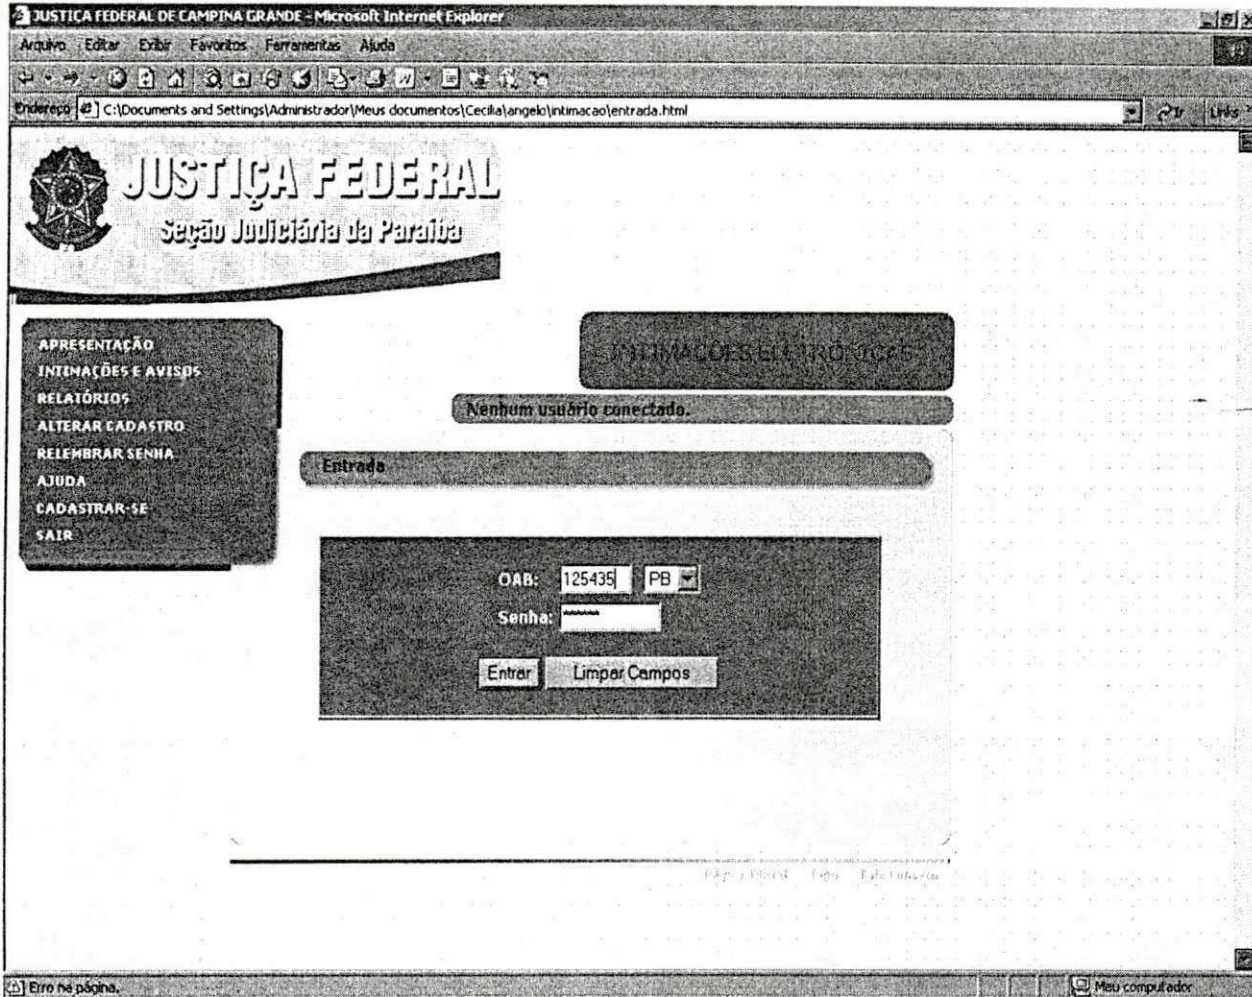 JUSTIÇA FEDERAL DE CAMPINA GRANDE - Microsoft Internet Explorer
Arquivo Editar Exibir Favoritos Ferramentas Ajuda
Endereço C:\Documents and Settings\Administrador\Meus documentos\Cecilia\angelo\intimacao\entrada.html Ir Links
JUSTIÇA FEDERAL
Seção Judiciária da Paraíba
APRESENTAÇÃO
INTIMAÇÕES E AVISOS
RELATÓRIOS
ALTERAR CADASTRO
RELEMBRAR SENHA
AJUDA
CADASTRAR-SE
SAIR
INTIMAÇÕES ELETRÔNICAS
Nenhum usuário conectado.
Entrada
OAB: 125435 PB
Senha: ******
Entrar Limpar Campos
Erro na página. Meu computador